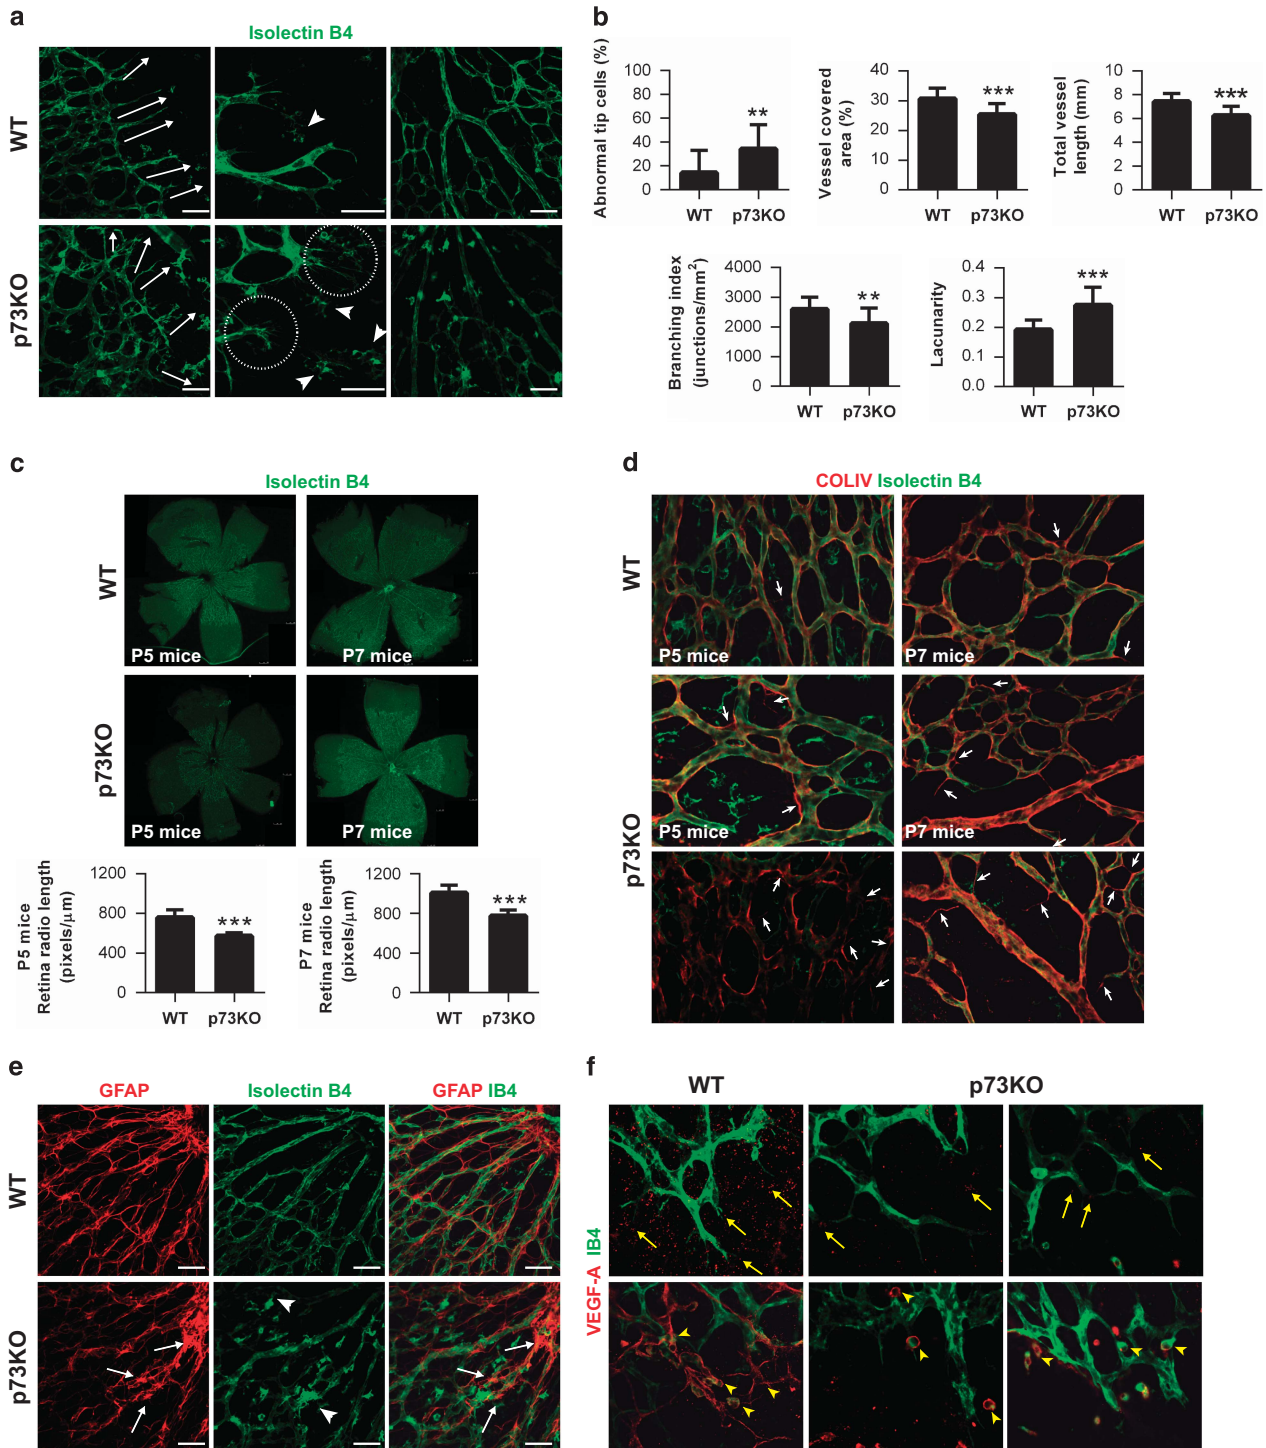 a
Isolectin B4
WT
p73KO
b
Abnormal tip cells (%)
100
80
60
40
20
0
**
WT p73KO
Vessel covered
area (%)
40
30
20
10
0
***
WT p73KO
Total vessel
length (mm)
10
8
6
4
2
0
***
WT p73KO
Branching index
(junctions/mm²)
4000
3000
2000
1000
0
**
WT p73KO
Lacunarity
0.4
0.3
0.2
0.1
0.0
***
WT p73KO
c
Isolectin B4
WT
P5 mice
P7 mice
p73KO
P5 mice
P7 mice
P5 mice
Retina radio length
(pixels/μm)
1200
800
400
0
***
WT p73KO
P7 mice
Retina radio length
(pixels/μm)
1200
800
400
0
***
WT p73KO
d
COLIV Isolectin B4
WT
P5 mice
P7 mice
p73KO
P5 mice
P7 mice
e
GFAP
Isolectin B4
GFAP IB4
WT
p73KO
f
WT
p73KO
VEGF-A IB4